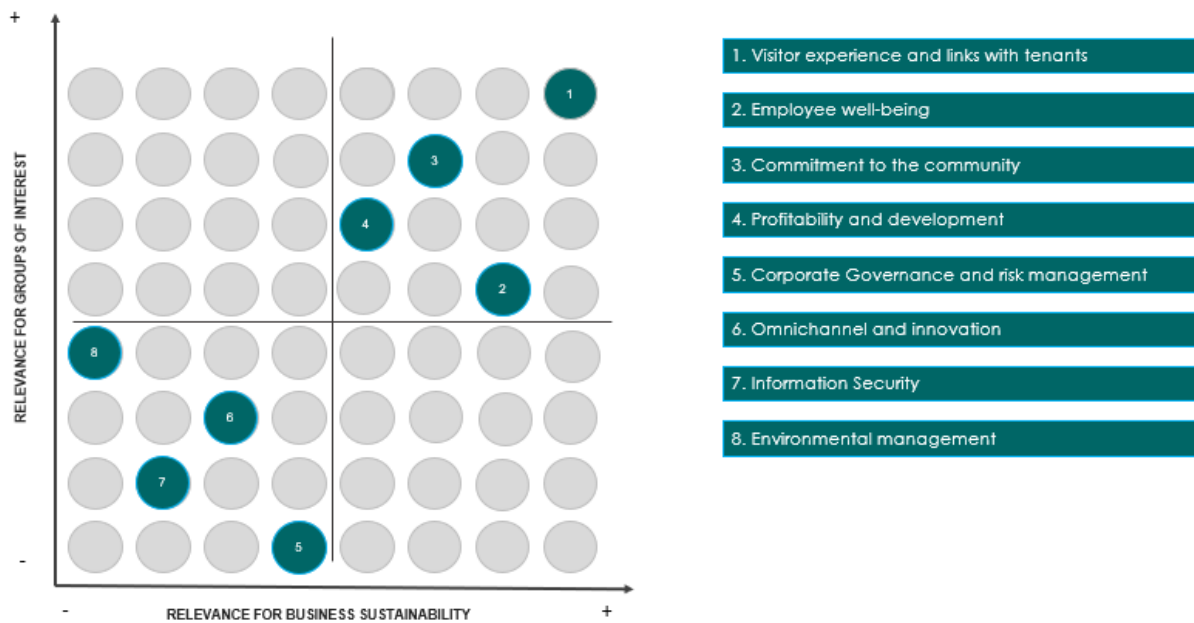 +
RELEVANCE FOR GROUPS OF INTEREST
1
3
4
2
8
6
7
5
-
-
RELEVANCE FOR BUSINESS SUSTAINABILITY
+
1. Visitor experience and links with tenants
2. Employee well-being
3. Commitment to the community
4. Profitability and development
5. Corporate Governance and risk management
6. Omnichannel and innovation
7. Information Security
8. Environmental management